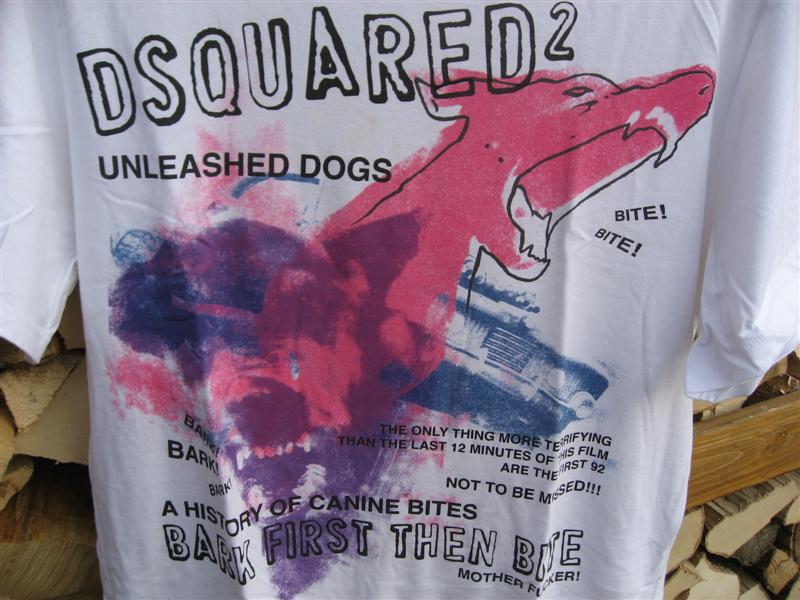 DSQUARED2
UNLEASHED DOGS
BITE!
BITE!
BARK!
BARK!
BARK!
THE ONLY THING MORE TERRIFYING
THAN THE LAST 12 MINUTES OF THIS FILM
ARE THE FIRST 92
NOT TO BE MISSED!!!
A HISTORY OF CANINE BITES
BARK FIRST THEN BITE
MOTHER FUCKER!